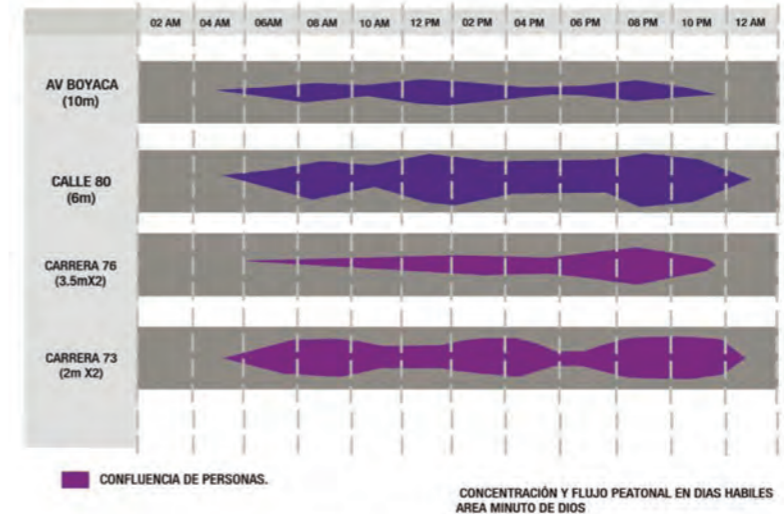 02 AM 04 AM 06AM 08 AM 10 AM 12 PM 02 PM 04 PM 06 PM 08 PM 10 PM 12 AM
AV BOYACA
(10m)
CALLE 80
(6m)
CARRERA 76
(3.5mX2)
CARRERA 73
(2m X2)
CONFLUENCIA DE PERSONAS.
CONCENTRACIÓN Y FLUJO PEATONAL EN DIAS HABILES
AREA MINUTO DE DIOS